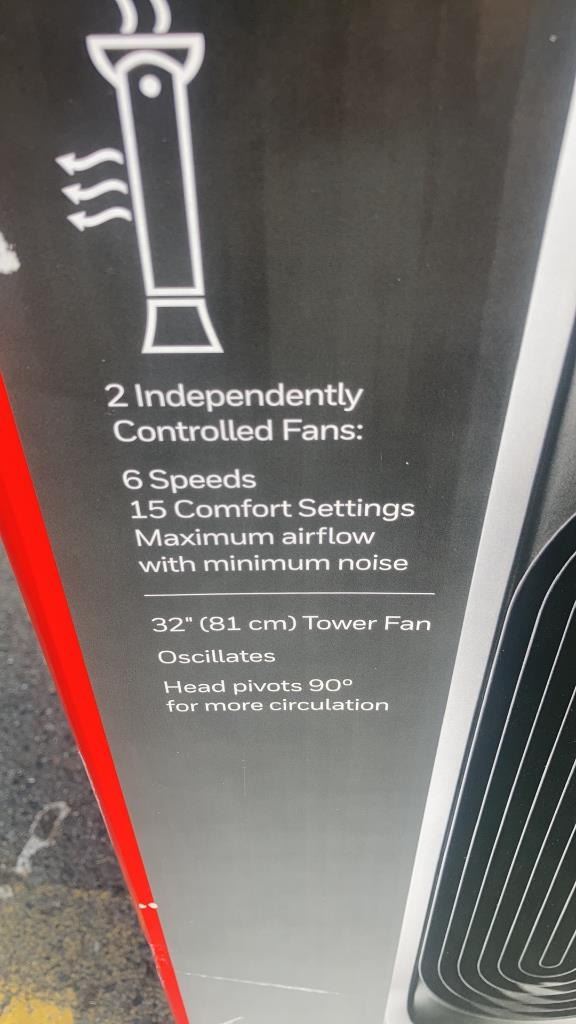 2 Independently
Controlled Fans:
6 Speeds
15 Comfort Settings
Maximum airflow
with minimum noise
32" (81 cm) Tower Fan
Oscillates
Head pivots 90º
for more circulation